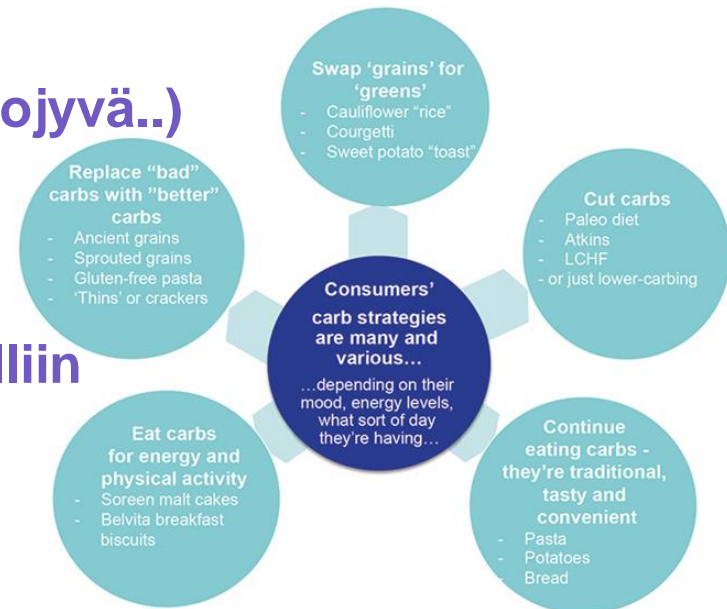 ojyvä..)
lliin
Swap 'grains' for
'greens'
- Cauliflower "rice"
- Courgetti
- Sweet potato "toast"
Replace "bad"
carbs with "better"
carbs
- Ancient grains
- Sprouted grains
- Gluten-free pasta
- 'Thins' or crackers
Cut carbs
- Paleo diet
- Atkins
- LCHF
- or just lower-carbing
Consumers'
carb strategies
are many and
various…
…depending on their
mood, energy levels,
what sort of day
they're having…
Eat carbs
for energy and
physical activity
- Soreen malt cakes
- Belvita breakfast
biscuits
Continue
eating carbs -
they're traditional,
tasty and
convenient
- Pasta
- Potatoes
- Bread